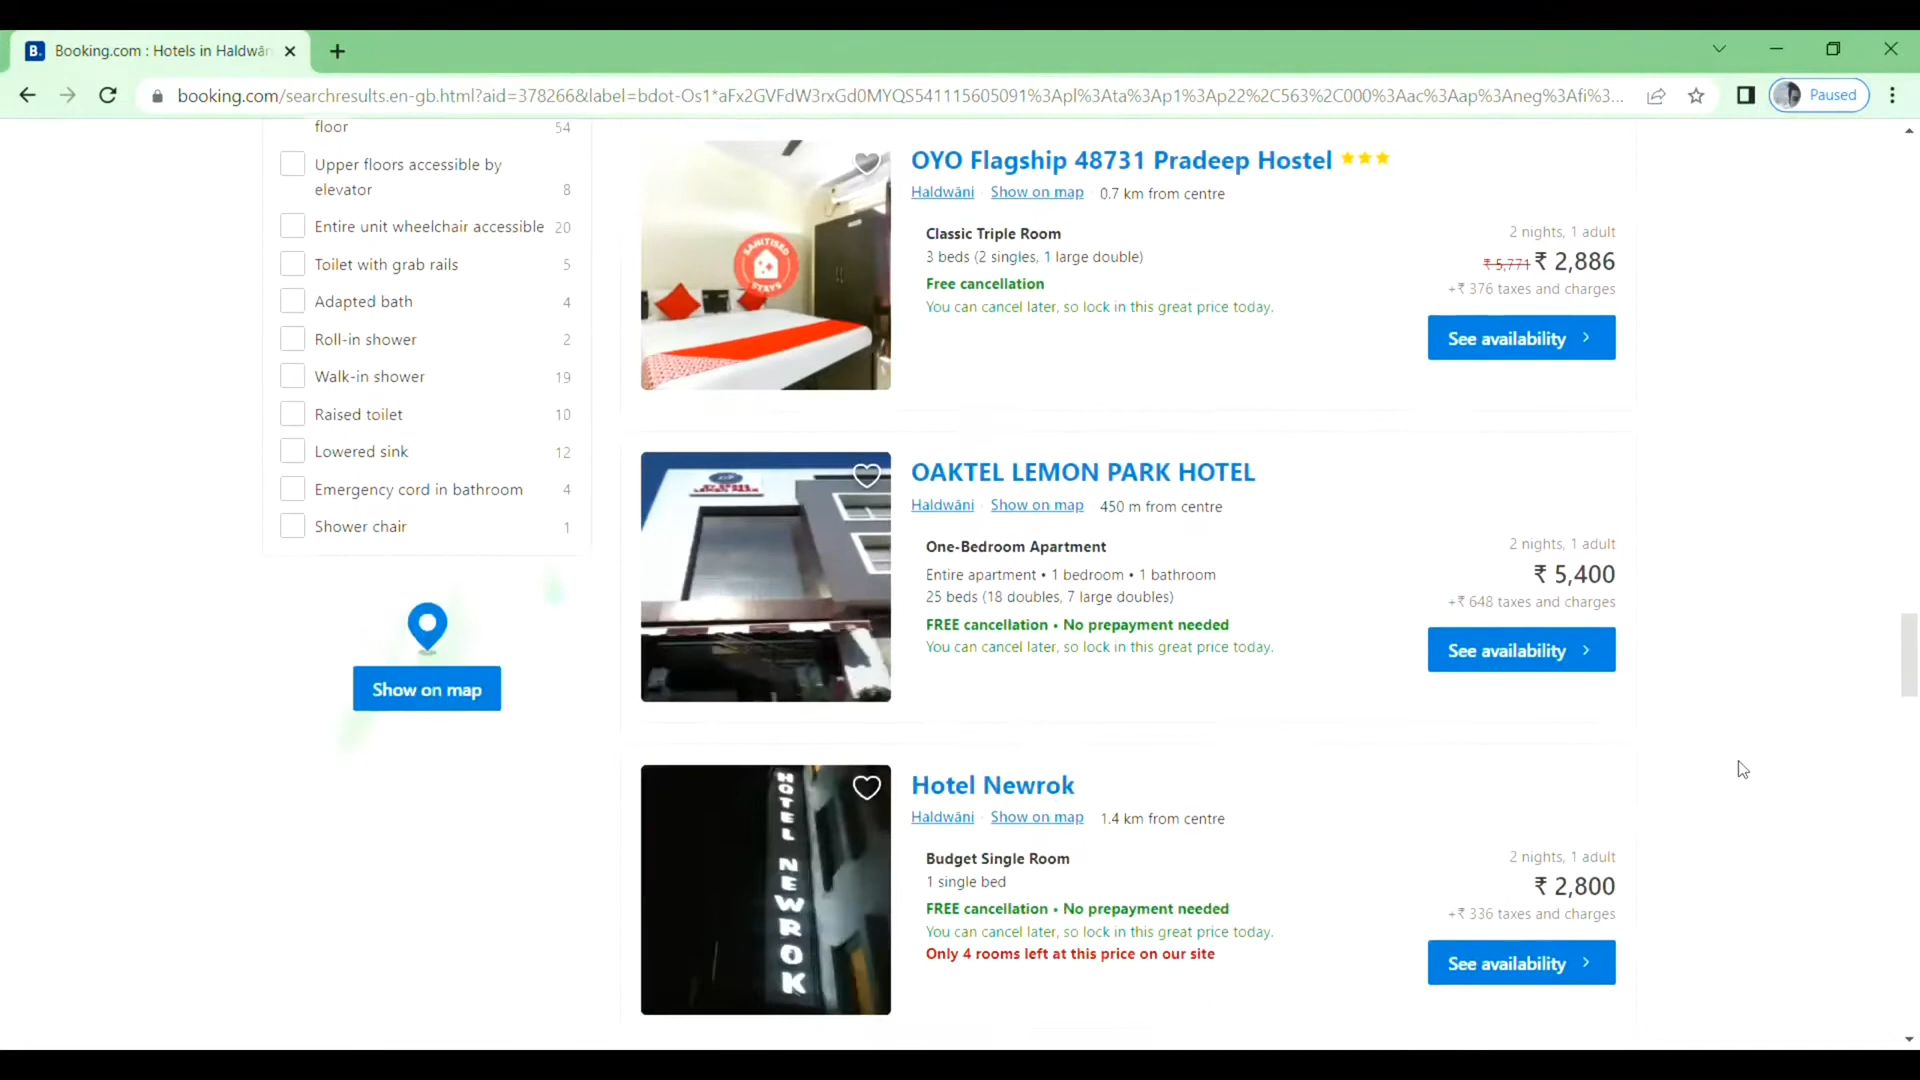 Booking.com : Hotels in Haldwān
booking.com/searchresults.en-gb.html?aid=378266&label=bdot-Os1*aFx2GVFdW3rxGd0MYQS541115605091%3Apl%3Ata%3Ap1%3Ap22%2C563%2C000%3Aac%3Aap%3Aneg%3Afi%3...
Paused
floor 54
Upper floors accessible by
elevator 8
Entire unit wheelchair accessible 20
Toilet with grab rails 5
Adapted bath 4
Roll-in shower 2
Walk-in shower 19
Raised toilet 10
Lowered sink 12
Emergency cord in bathroom 4
Shower chair 1
Show on map
SANITISED
STAYS
OYO Flagship 48731 Pradeep Hostel
Haldwāni Show on map 0.7 km from centre
Classic Triple Room
3 beds (2 singles, 1 large double)
Free cancellation
You can cancel later, so lock in this great price today.
2 nights, 1 adult
₹ 5,771 ₹ 2,886
+₹ 376 taxes and charges
See availability
OAKTEL LEMON PARK HOTEL
Haldwāni Show on map 450 m from centre
One-Bedroom Apartment
Entire apartment • 1 bedroom • 1 bathroom
25 beds (18 doubles, 7 large doubles)
FREE cancellation • No prepayment needed
You can cancel later, so lock in this great price today.
2 nights, 1 adult
₹ 5,400
+₹ 648 taxes and charges
See availability
HOTEL NEWROK
Hotel Newrok
Haldwāni Show on map 1.4 km from centre
Budget Single Room
1 single bed
FREE cancellation • No prepayment needed
You can cancel later, so lock in this great price today.
Only 4 rooms left at this price on our site
2 nights, 1 adult
₹ 2,800
+₹ 336 taxes and charges
See availability